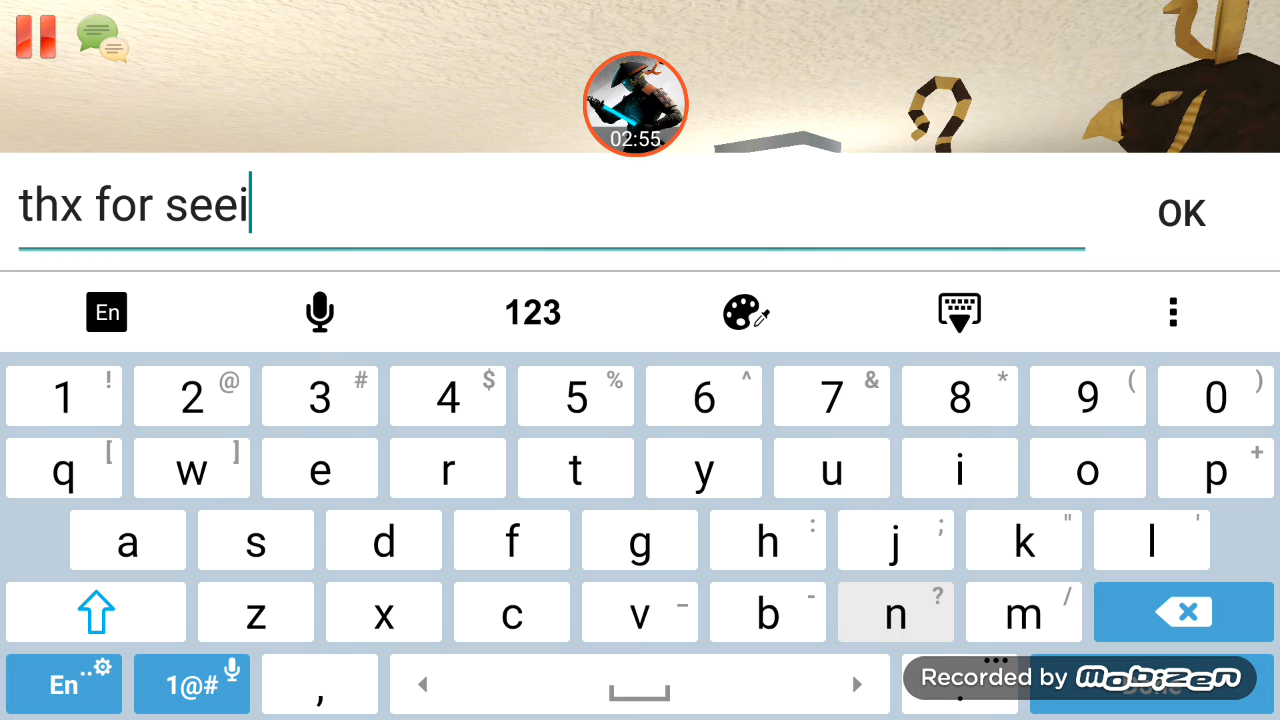 02:55
thx for seei
OK
En 123
1 ! 2 @ 3 # 4 $ 5 % 6 ^ 7 & 8 * 9 ( 0 )
q [ w ] e r t y u i o p +
a s d f g h : j ; k " l '
z x c v _ b - n ? m /
En 1@# , . Done
Recorded by mobizen